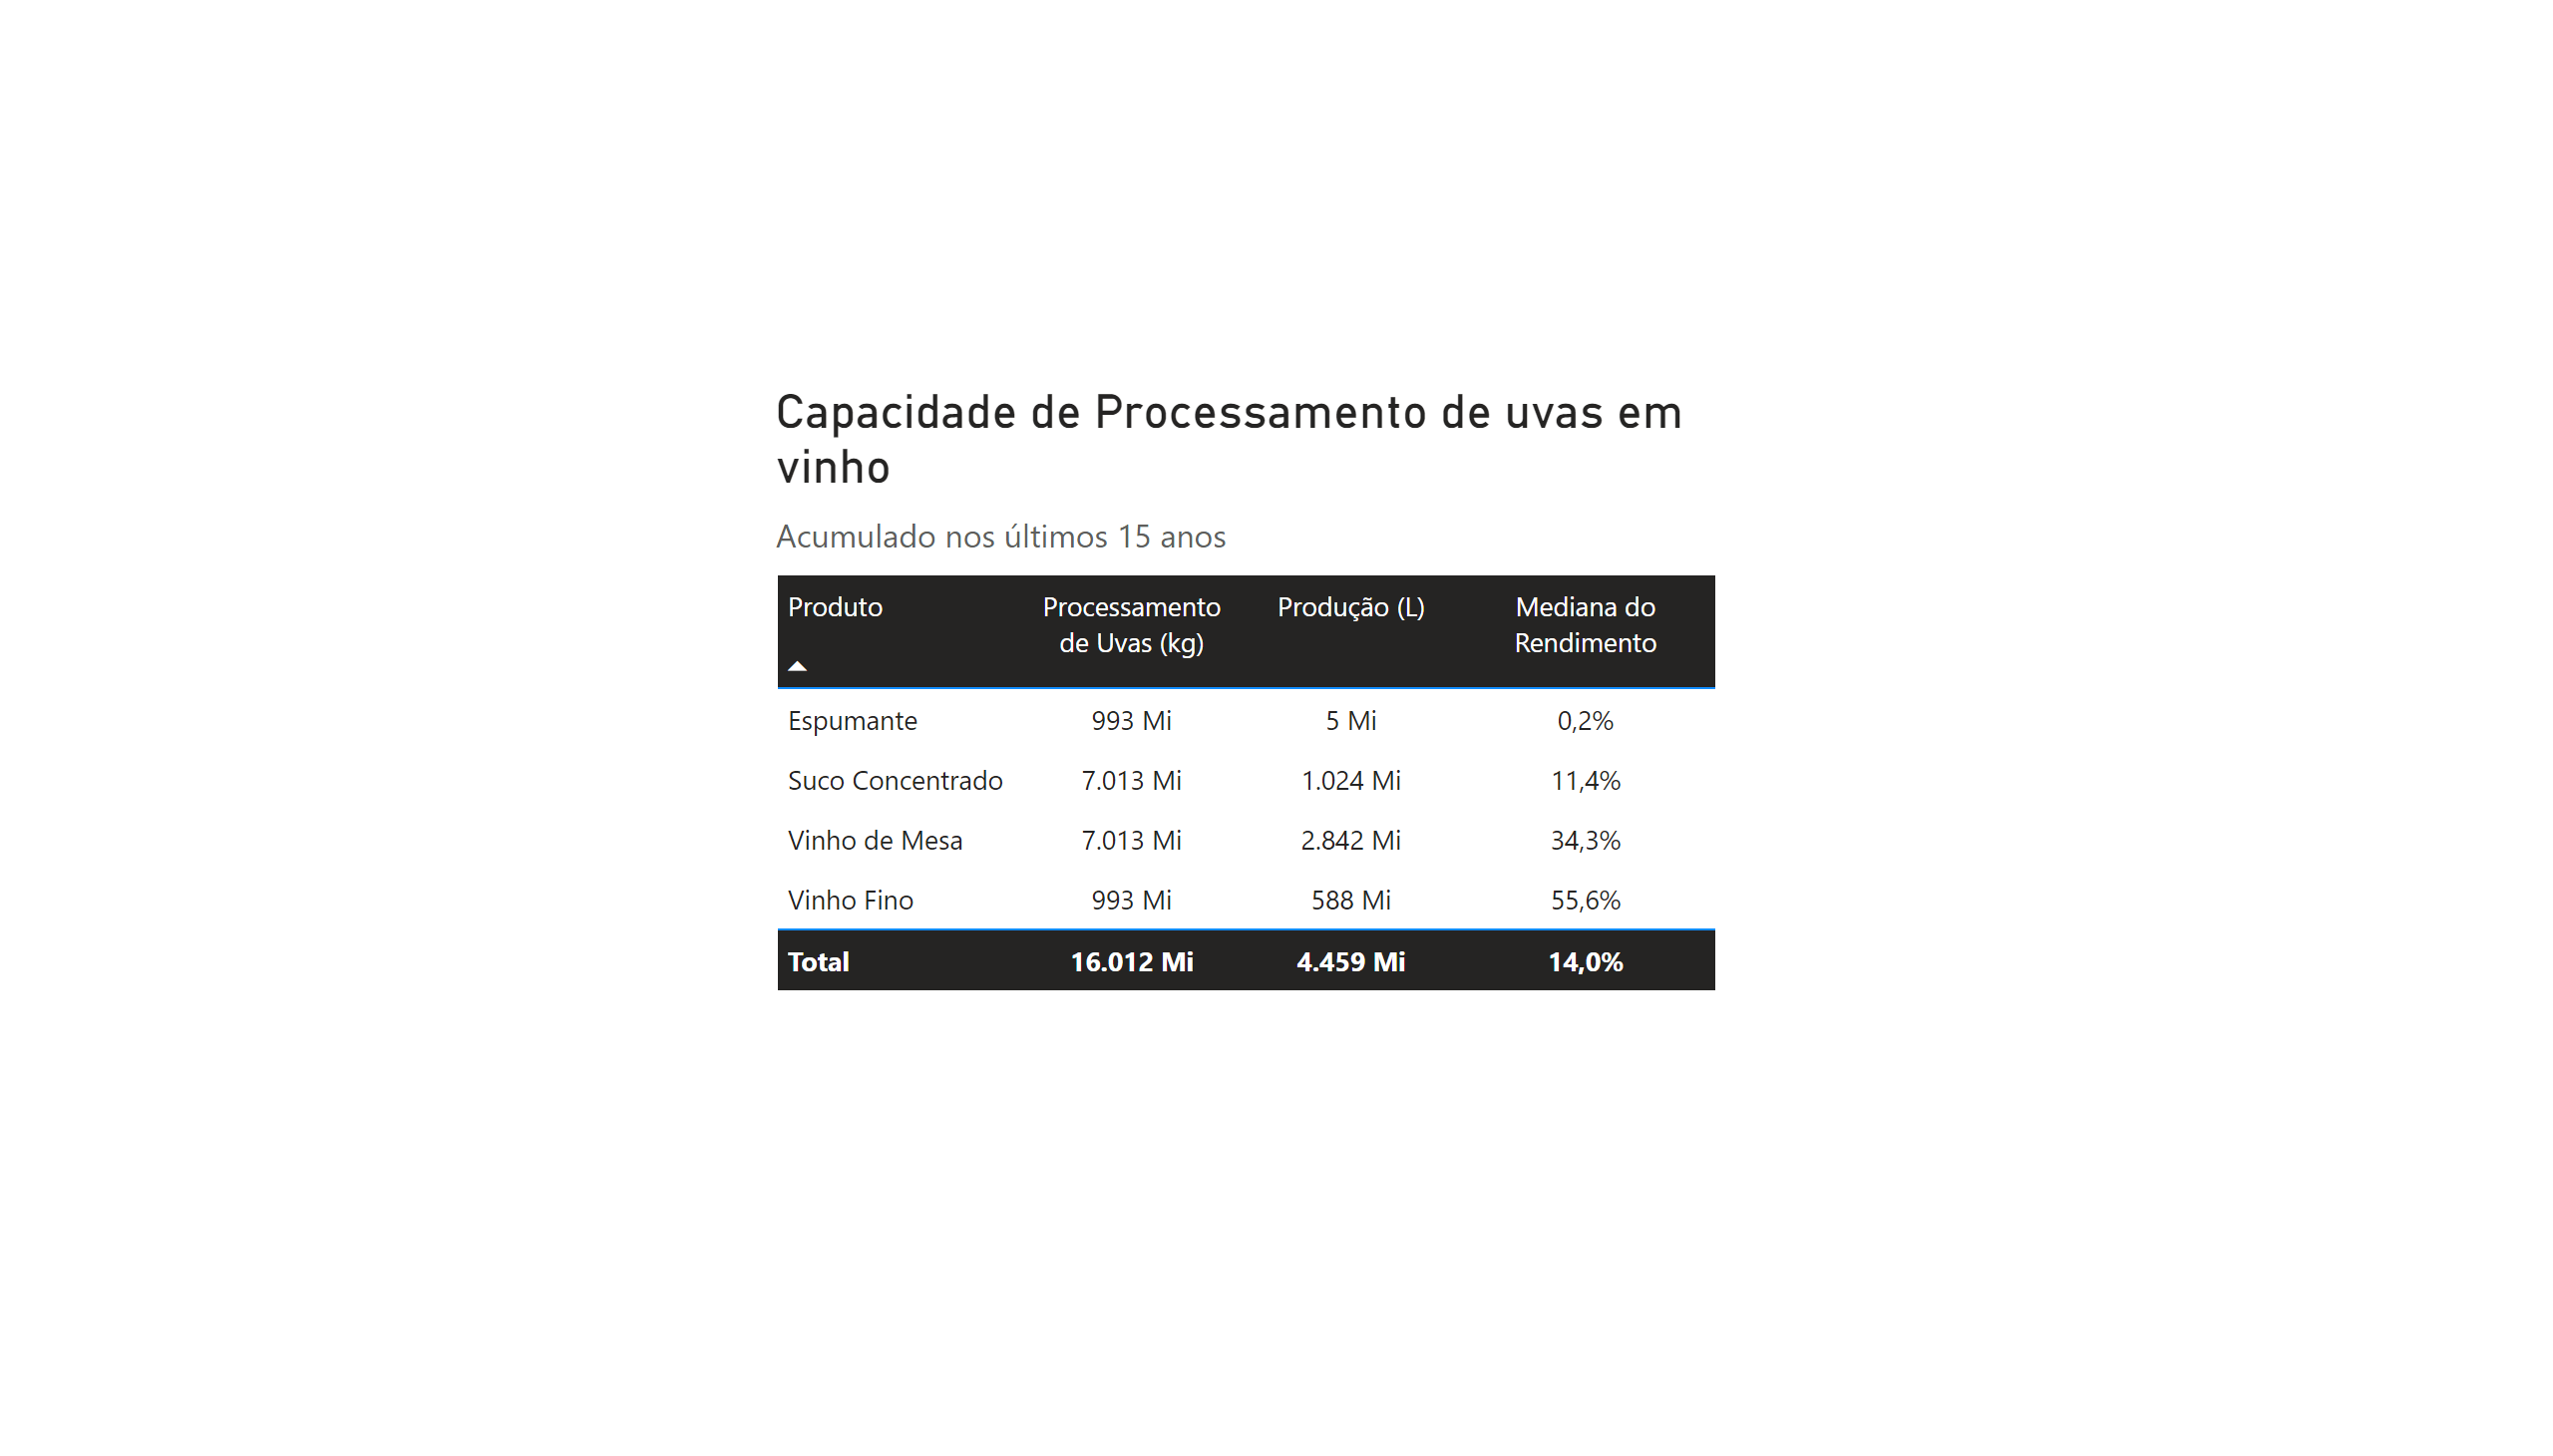 Capacidade de Processamento de uvas em
vinho
Acumulado nos últimos 15 anos
Produto Processamento de Uvas (kg) Produção (L) Mediana do Rendimento
Espumante 993 Mi 5 Mi 0,2%
Suco Concentrado 7.013 Mi 1.024 Mi 11,4%
Vinho de Mesa 7.013 Mi 2.842 Mi 34,3%
Vinho Fino 993 Mi 588 Mi 55,6%
Total 16.012 Mi 4.459 Mi 14,0%